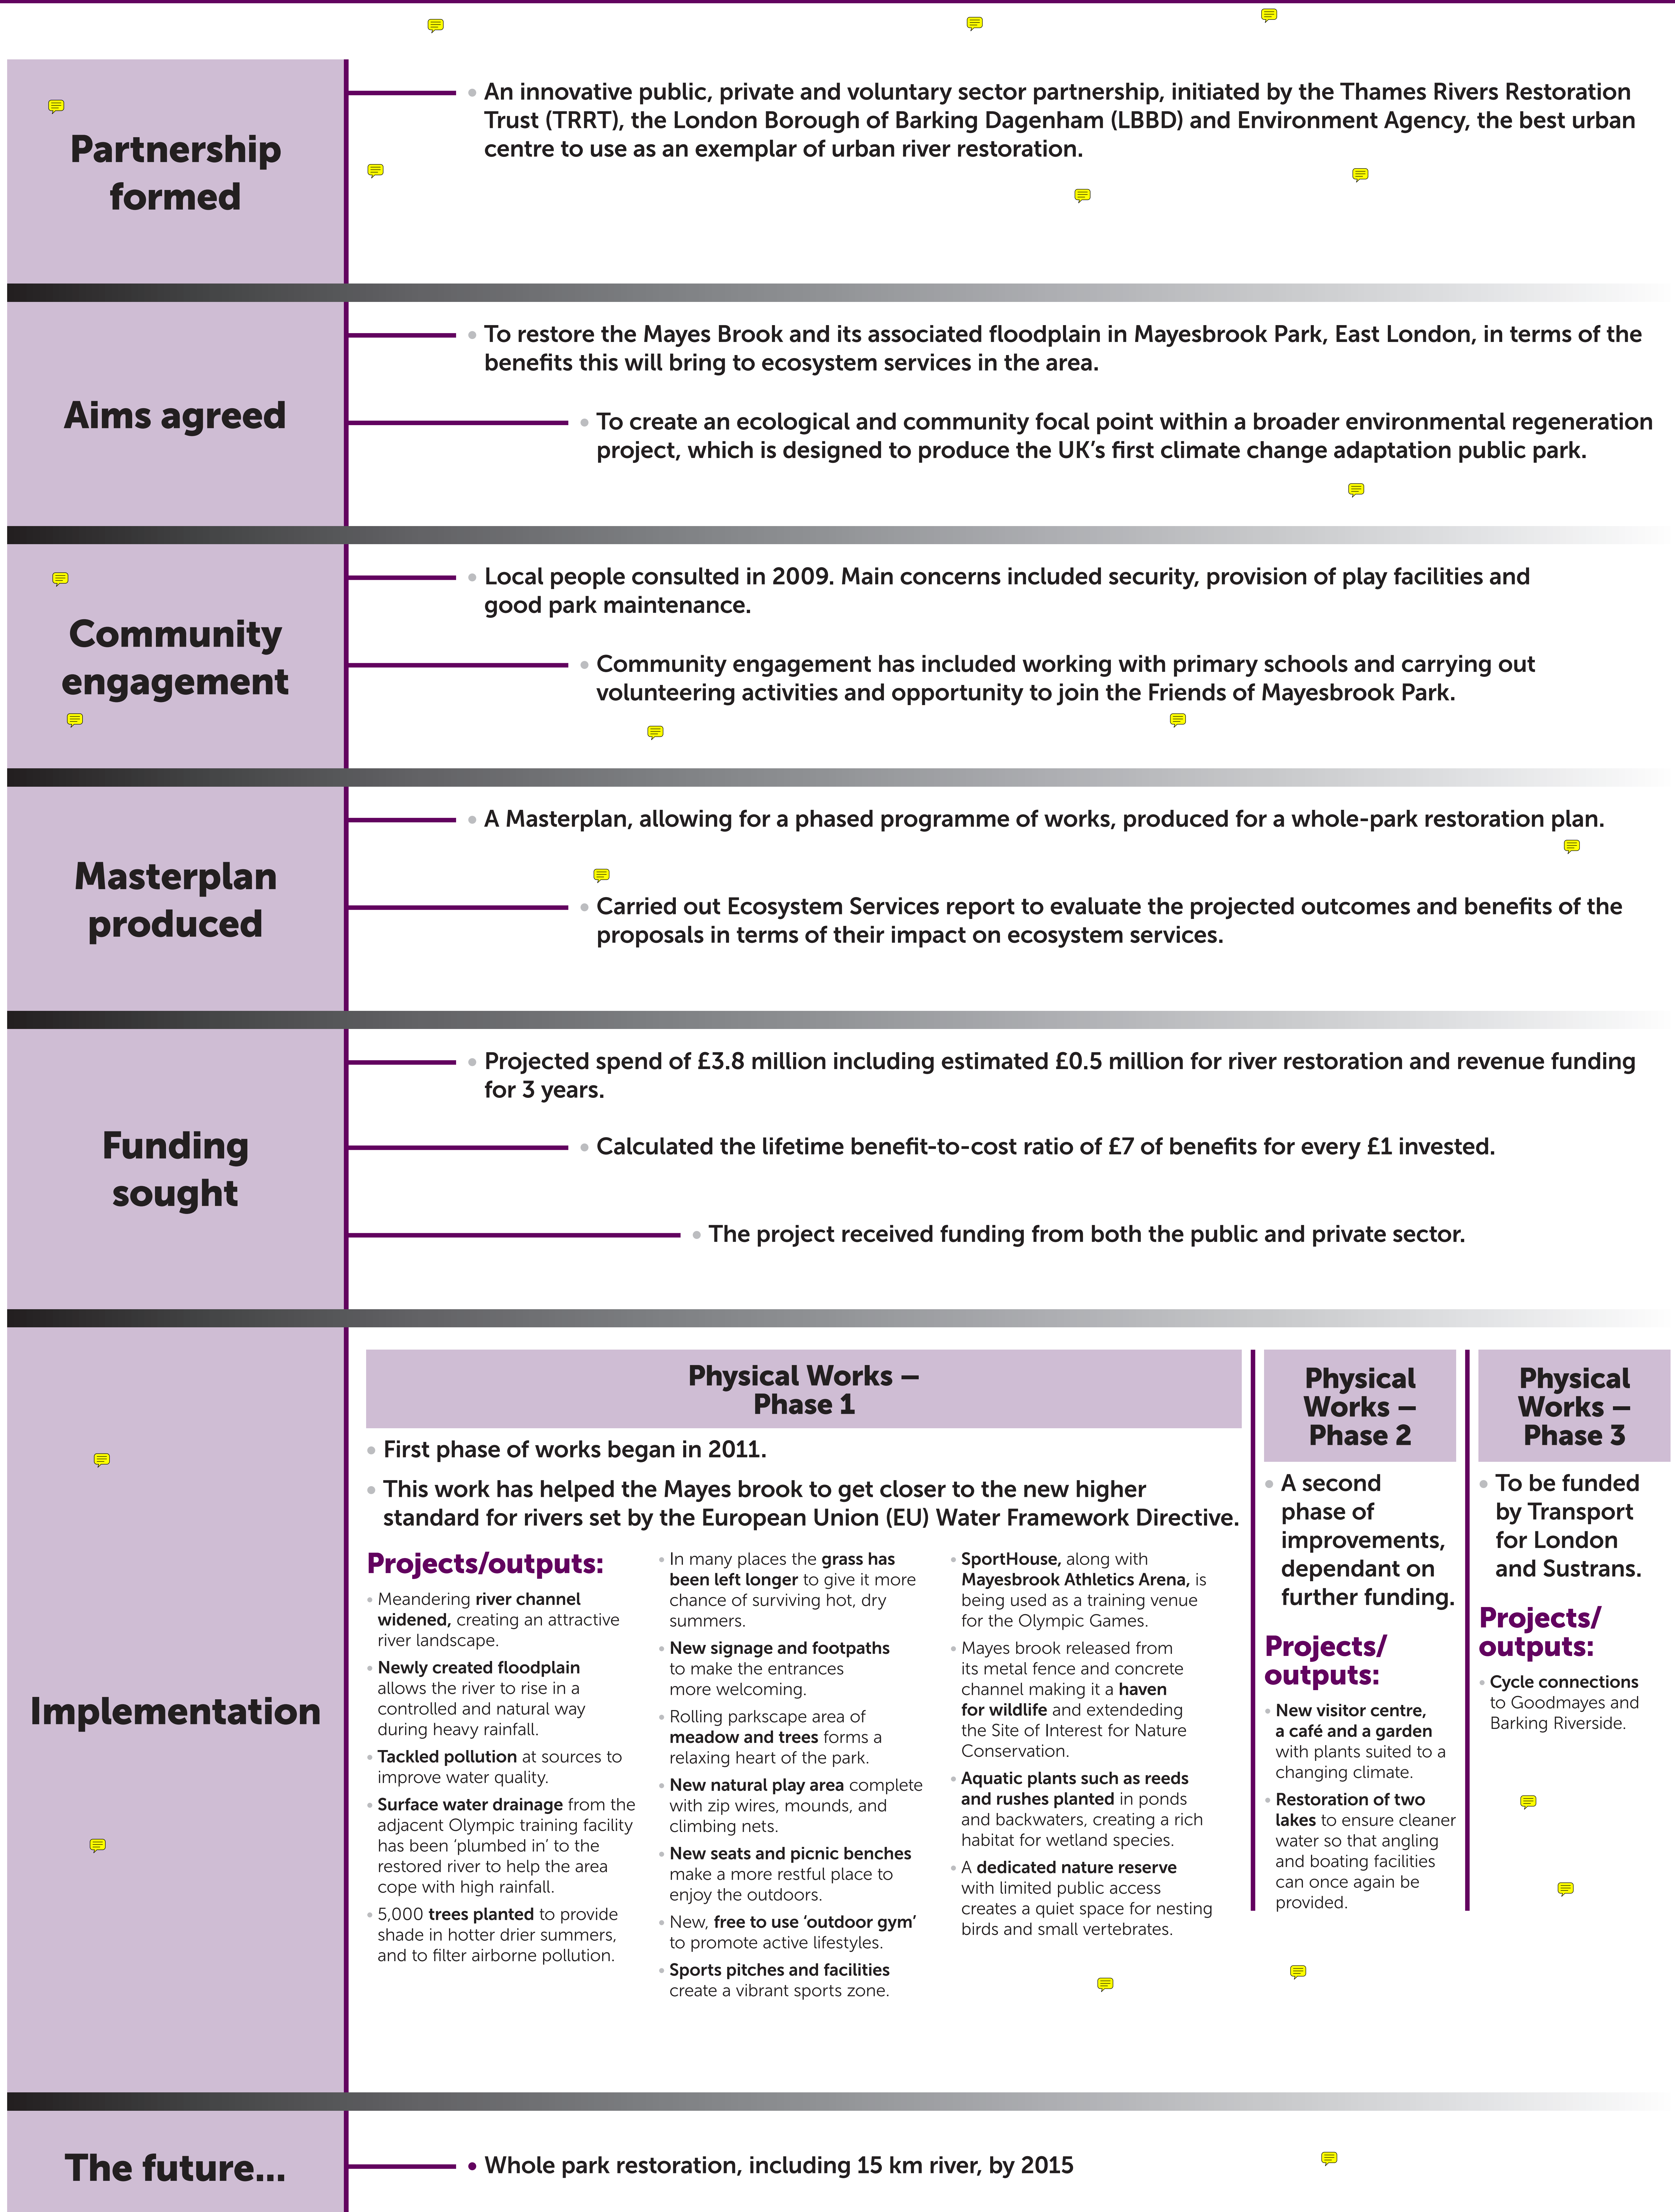 Partnership
formed
• An innovative public, private and voluntary sector partnership, initiated by the Thames Rivers Restoration
Trust (TRRT), the London Borough of Barking Dagenham (LBBD) and Environment Agency, the best urban
centre to use as an exemplar of urban river restoration.
Aims agreed
• To restore the Mayes Brook and its associated floodplain in Mayesbrook Park, East London, in terms of the
benefits this will bring to ecosystem services in the area.
• To create an ecological and community focal point within a broader environmental regeneration
project, which is designed to produce the UK’s first climate change adaptation public park.
Community
engagement
• Local people consulted in 2009. Main concerns included security, provision of play facilities and
good park maintenance.
• Community engagement has included working with primary schools and carrying out
volunteering activities and opportunity to join the Friends of Mayesbrook Park.
Masterplan
produced
• A Masterplan, allowing for a phased programme of works, produced for a whole-park restoration plan.
• Carried out Ecosystem Services report to evaluate the projected outcomes and benefits of the
proposals in terms of their impact on ecosystem services.
Funding
sought
• Projected spend of £3.8 million including estimated £0.5 million for river restoration and revenue funding
for 3 years.
• Calculated the lifetime benefit-to-cost ratio of £7 of benefits for every £1 invested.
• The project received funding from both the public and private sector.
Implementation
Physical Works –
Phase 1
• First phase of works began in 2011.
• This work has helped the Mayes brook to get closer to the new higher
standard for rivers set by the European Union (EU) Water Framework Directive.
Projects/outputs:
• Meandering river channel
widened, creating an attractive
river landscape.
• Newly created floodplain
allows the river to rise in a
controlled and natural way
during heavy rainfall.
• Tackled pollution at sources to
improve water quality.
• Surface water drainage from the
adjacent Olympic training facility
has been ‘plumbed in’ to the
restored river to help the area
cope with high rainfall.
• 5,000 trees planted to provide
shade in hotter drier summers,
and to filter airborne pollution.
• In many places the grass has
been left longer to give it more
chance of surviving hot, dry
summers.
• New signage and footpaths
to make the entrances
more welcoming.
• Rolling parkscape area of
meadow and trees forms a
relaxing heart of the park.
• New natural play area complete
with zip wires, mounds, and
climbing nets.
• New seats and picnic benches
make a more restful place to
enjoy the outdoors.
• New, free to use ‘outdoor gym’
to promote active lifestyles.
• Sports pitches and facilities
create a vibrant sports zone.
• SportHouse, along with
Mayesbrook Athletics Arena, is
being used as a training venue
for the Olympic Games.
• Mayes brook released from
its metal fence and concrete
channel making it a haven
for wildlife and extendeding
the Site of Interest for Nature
Conservation.
• Aquatic plants such as reeds
and rushes planted in ponds
and backwaters, creating a rich
habitat for wetland species.
• A dedicated nature reserve
with limited public access
creates a quiet space for nesting
birds and small vertebrates.
Physical
Works –
Phase 2
• A second
phase of
improvements,
dependant on
further funding.
Projects/
outputs:
• New visitor centre,
a café and a garden
with plants suited to a
changing climate.
• Restoration of two
lakes to ensure cleaner
water so that angling
and boating facilities
can once again be
provided.
Physical
Works –
Phase 3
• To be funded
by Transport
for London
and Sustrans.
Projects/
outputs:
• Cycle connections
to Goodmayes and
Barking Riverside.
The future...
• Whole park restoration, including 15 km river, by 2015